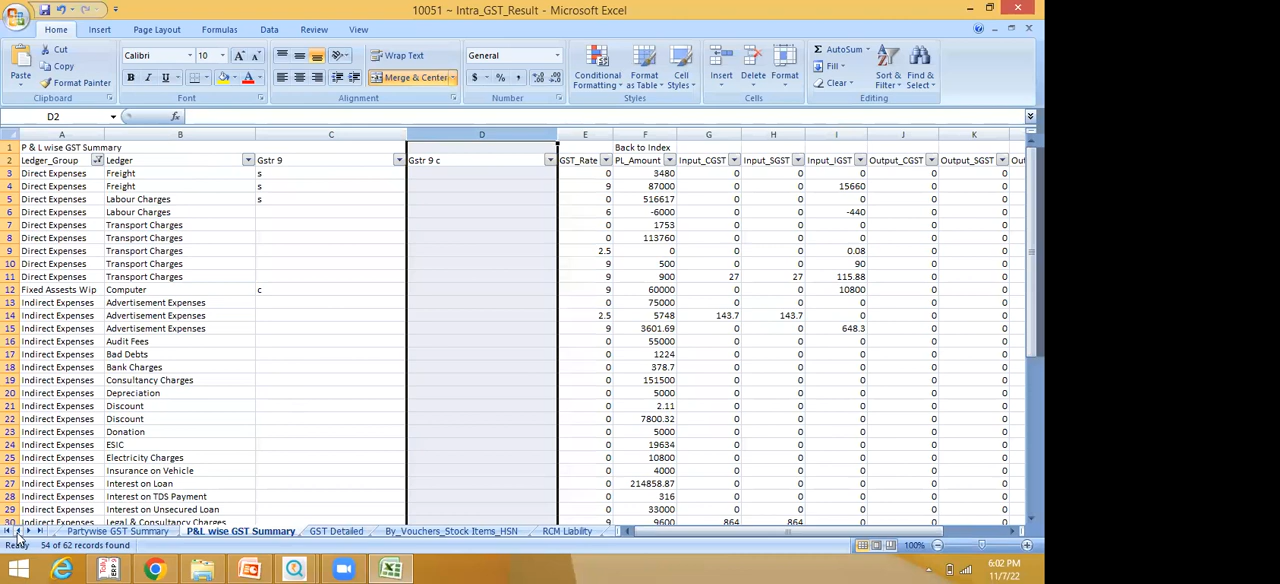 10051 ~ Intra_GST_Result - Microsoft Excel
Home Insert Page Layout Formulas Data Review View
Paste Cut Copy Format Painter Clipboard
Calibri 10 A A B I U A Font
Wrap Text Merge & Center Alignment
General $ % , Number
Conditional Formatting Format as Table Cell Styles Styles
Insert Delete Format Cells
Σ AutoSum Fill Clear Sort & Filter Find & Select Editing
D2 fx
A B C D E F G H I J K
1 P & L wise GST Summary Back to Index
2 Ledger_Group Ledger Gstr 9 Gstr 9 c GST_Rate PL_Amount Input_CGST Input_SGST Input_IGST Output_CGST Output_SGST Out
3 Direct Expenses Freight s 0 3480 0 0 0 0 0
4 Direct Expenses Freight s 9 87000 0 0 15660 0 0
5 Direct Expenses Labour Charges s 0 516617 0 0 0 0 0
6 Direct Expenses Labour Charges 6 -6000 0 0 -440 0 0
7 Direct Expenses Transport Charges 0 1753 0 0 0 0 0
8 Direct Expenses Transport Charges 0 113760 0 0 0 0 0
9 Direct Expenses Transport Charges 2.5 0 0 0 0.08 0 0
10 Direct Expenses Transport Charges 9 500 0 0 90 0 0
11 Direct Expenses Transport Charges 9 900 27 27 115.88 0 0
12 Fixed Assests Wip Computer c 9 60000 0 0 10800 0 0
13 Indirect Expenses Advertisement Expenses 0 75000 0 0 0 0 0
14 Indirect Expenses Advertisement Expenses 2.5 5748 143.7 143.7 0 0 0
15 Indirect Expenses Advertisement Expenses 9 3601.69 0 0 648.3 0 0
16 Indirect Expenses Audit Fees 0 55000 0 0 0 0 0
17 Indirect Expenses Bad Debts 0 1224 0 0 0 0 0
18 Indirect Expenses Bank Charges 0 378.7 0 0 0 0 0
19 Indirect Expenses Consultancy Charges 0 151500 0 0 0 0 0
20 Indirect Expenses Depreciation 0 5000 0 0 0 0 0
21 Indirect Expenses Discount 0 2.11 0 0 0 0 0
22 Indirect Expenses Discount 0 7800.32 0 0 0 0 0
23 Indirect Expenses Donation 0 5000 0 0 0 0 0
24 Indirect Expenses ESIC 0 19634 0 0 0 0 0
25 Indirect Expenses Electricity Charges 0 10800 0 0 0 0 0
26 Indirect Expenses Insurance on Vehicle 0 4000 0 0 0 0 0
27 Indirect Expenses Interest on Loan 0 214858.87 0 0 0 0 0
28 Indirect Expenses Interest on TDS Payment 0 316 0 0 0 0 0
29 Indirect Expenses Interest on Unsecured Loan 0 33000 0 0 0 0 0
30 Indirect Expenses Legal & Consultancy Charges 9 9600 864 864 0 0 0
Partywise GST Summary P&L wise GST Summary GST Detailed By_Vouchers_Stock Items_HSN RCM Liability
Ready 54 of 62 records found 100%
6:02 PM
11/7/22